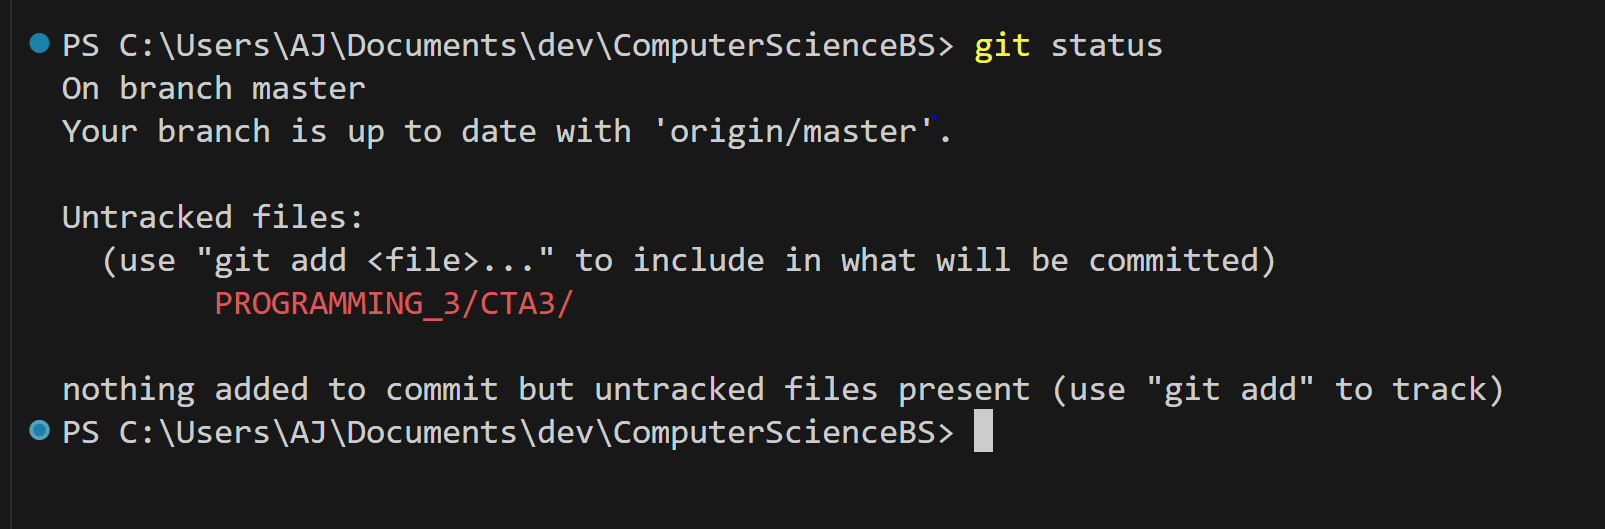 PS C:\Users\AJ\Documents\dev\ComputerScienceBS> git status
On branch master
Your branch is up to date with 'origin/master'.
Untracked files:
(use "git add <file>..." to include in what will be committed)
PROGRAMMING_3/CTA3/
nothing added to commit but untracked files present (use "git add" to track)
PS C:\Users\AJ\Documents\dev\ComputerScienceBS>